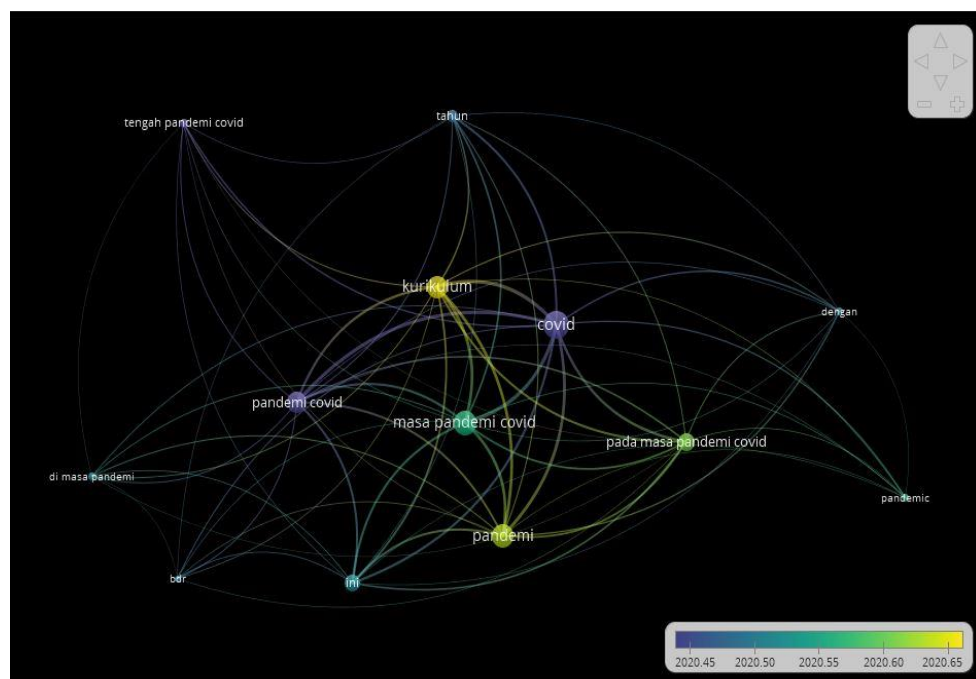 tahun
tengah pandemi covid
kurikulum
dengan
covid
pandemi covid
masa pandemi covid
pada masa pandemi covid
di masa pandemi
pandemic
pandemi
bdr
ini
2020.45 2020.50 2020.55 2020.60 2020.65